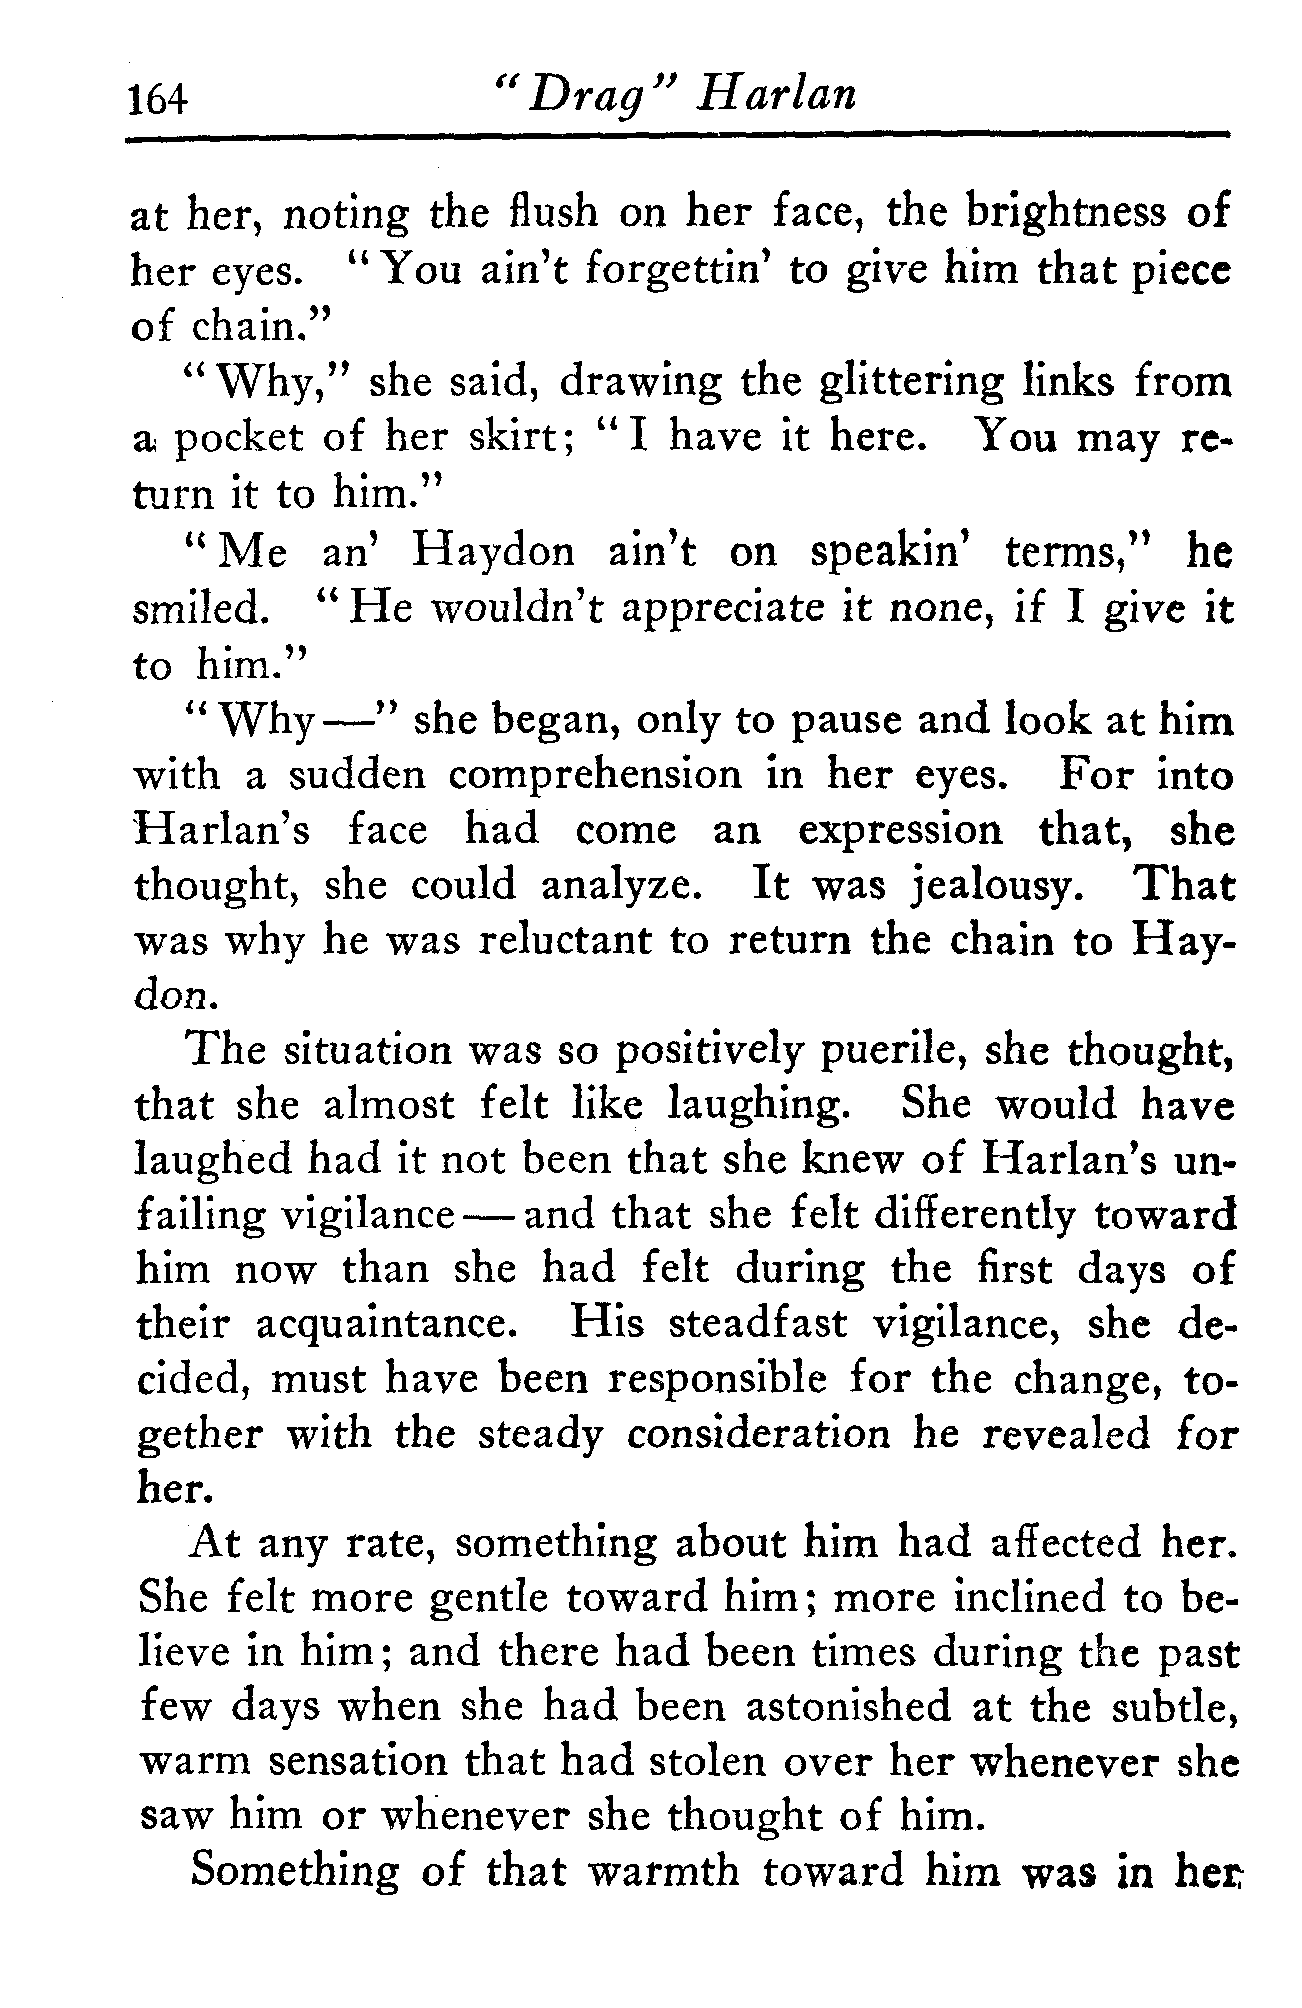 164 "Drag" Harlan
at her, noting the flush on her face, the brightness of
her eyes. "You ain't forgettin' to give him that piece
of chain."
"Why," she said, drawing the glittering links from
a pocket of her skirt; "I have it here. You may re-
turn it to him."
"Me an' Haydon ain't on speakin' terms," he
smiled. "He wouldn't appreciate it none, if I give it
to him."
"Why—" she began, only to pause and look at him
with a sudden comprehension in her eyes. For into
Harlan's face had come an expression that, she
thought, she could analyze. It was jealousy. That
was why he was reluctant to return the chain to Hay-
don.
The situation was so positively puerile, she thought,
that she almost felt like laughing. She would have
laughed had it not been that she knew of Harlan's un-
failing vigilance—and that she felt differently toward
him now than she had felt during the first days of
their acquaintance. His steadfast vigilance, she de-
cided, must have been responsible for the change, to-
gether with the steady consideration he revealed for
her.
At any rate, something about him had affected her.
She felt more gentle toward him; more inclined to be-
lieve in him; and there had been times during the past
few days when she had been astonished at the subtle,
warm sensation that had stolen over her whenever she
saw him or whenever she thought of him.
Something of that warmth toward him was in her